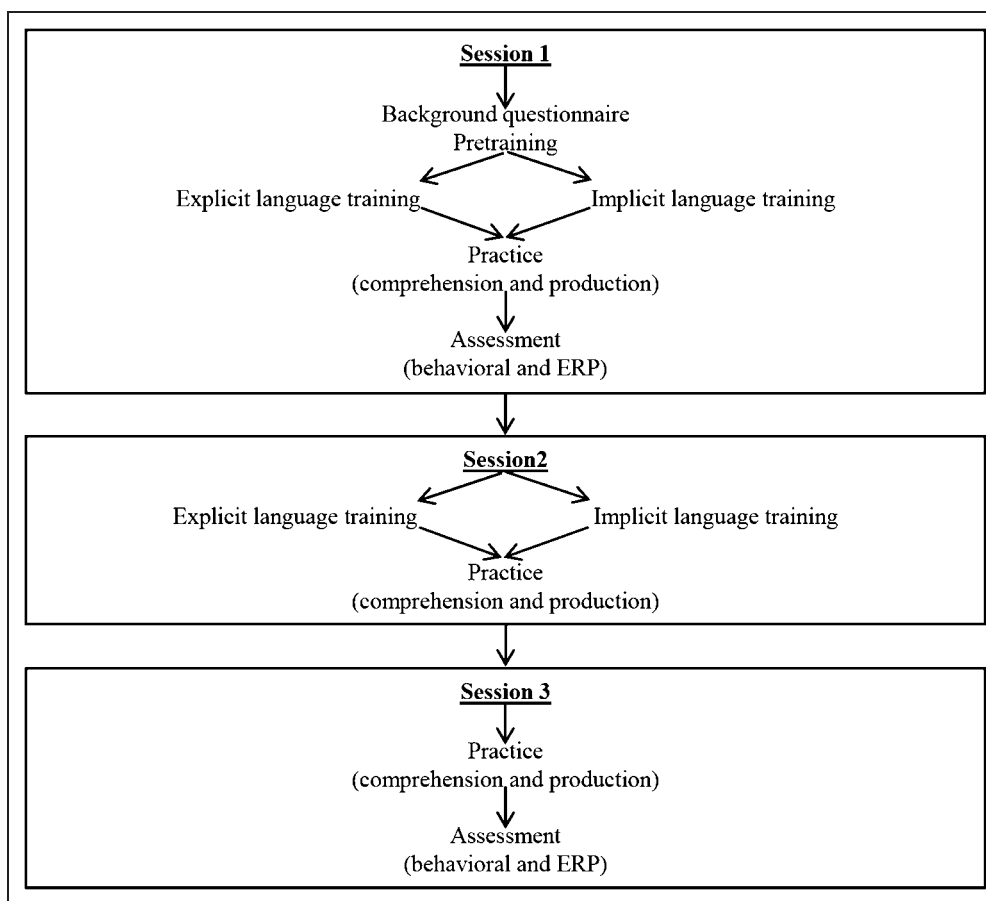 Session 1
Background questionnaire
Pretraining
Explicit language training
Implicit language training
Practice
(comprehension and production)
Assessment
(behavioral and ERP)
Session2
Explicit language training
Implicit language training
Practice
(comprehension and production)
Session 3
Practice
(comprehension and production)
Assessment
(behavioral and ERP)